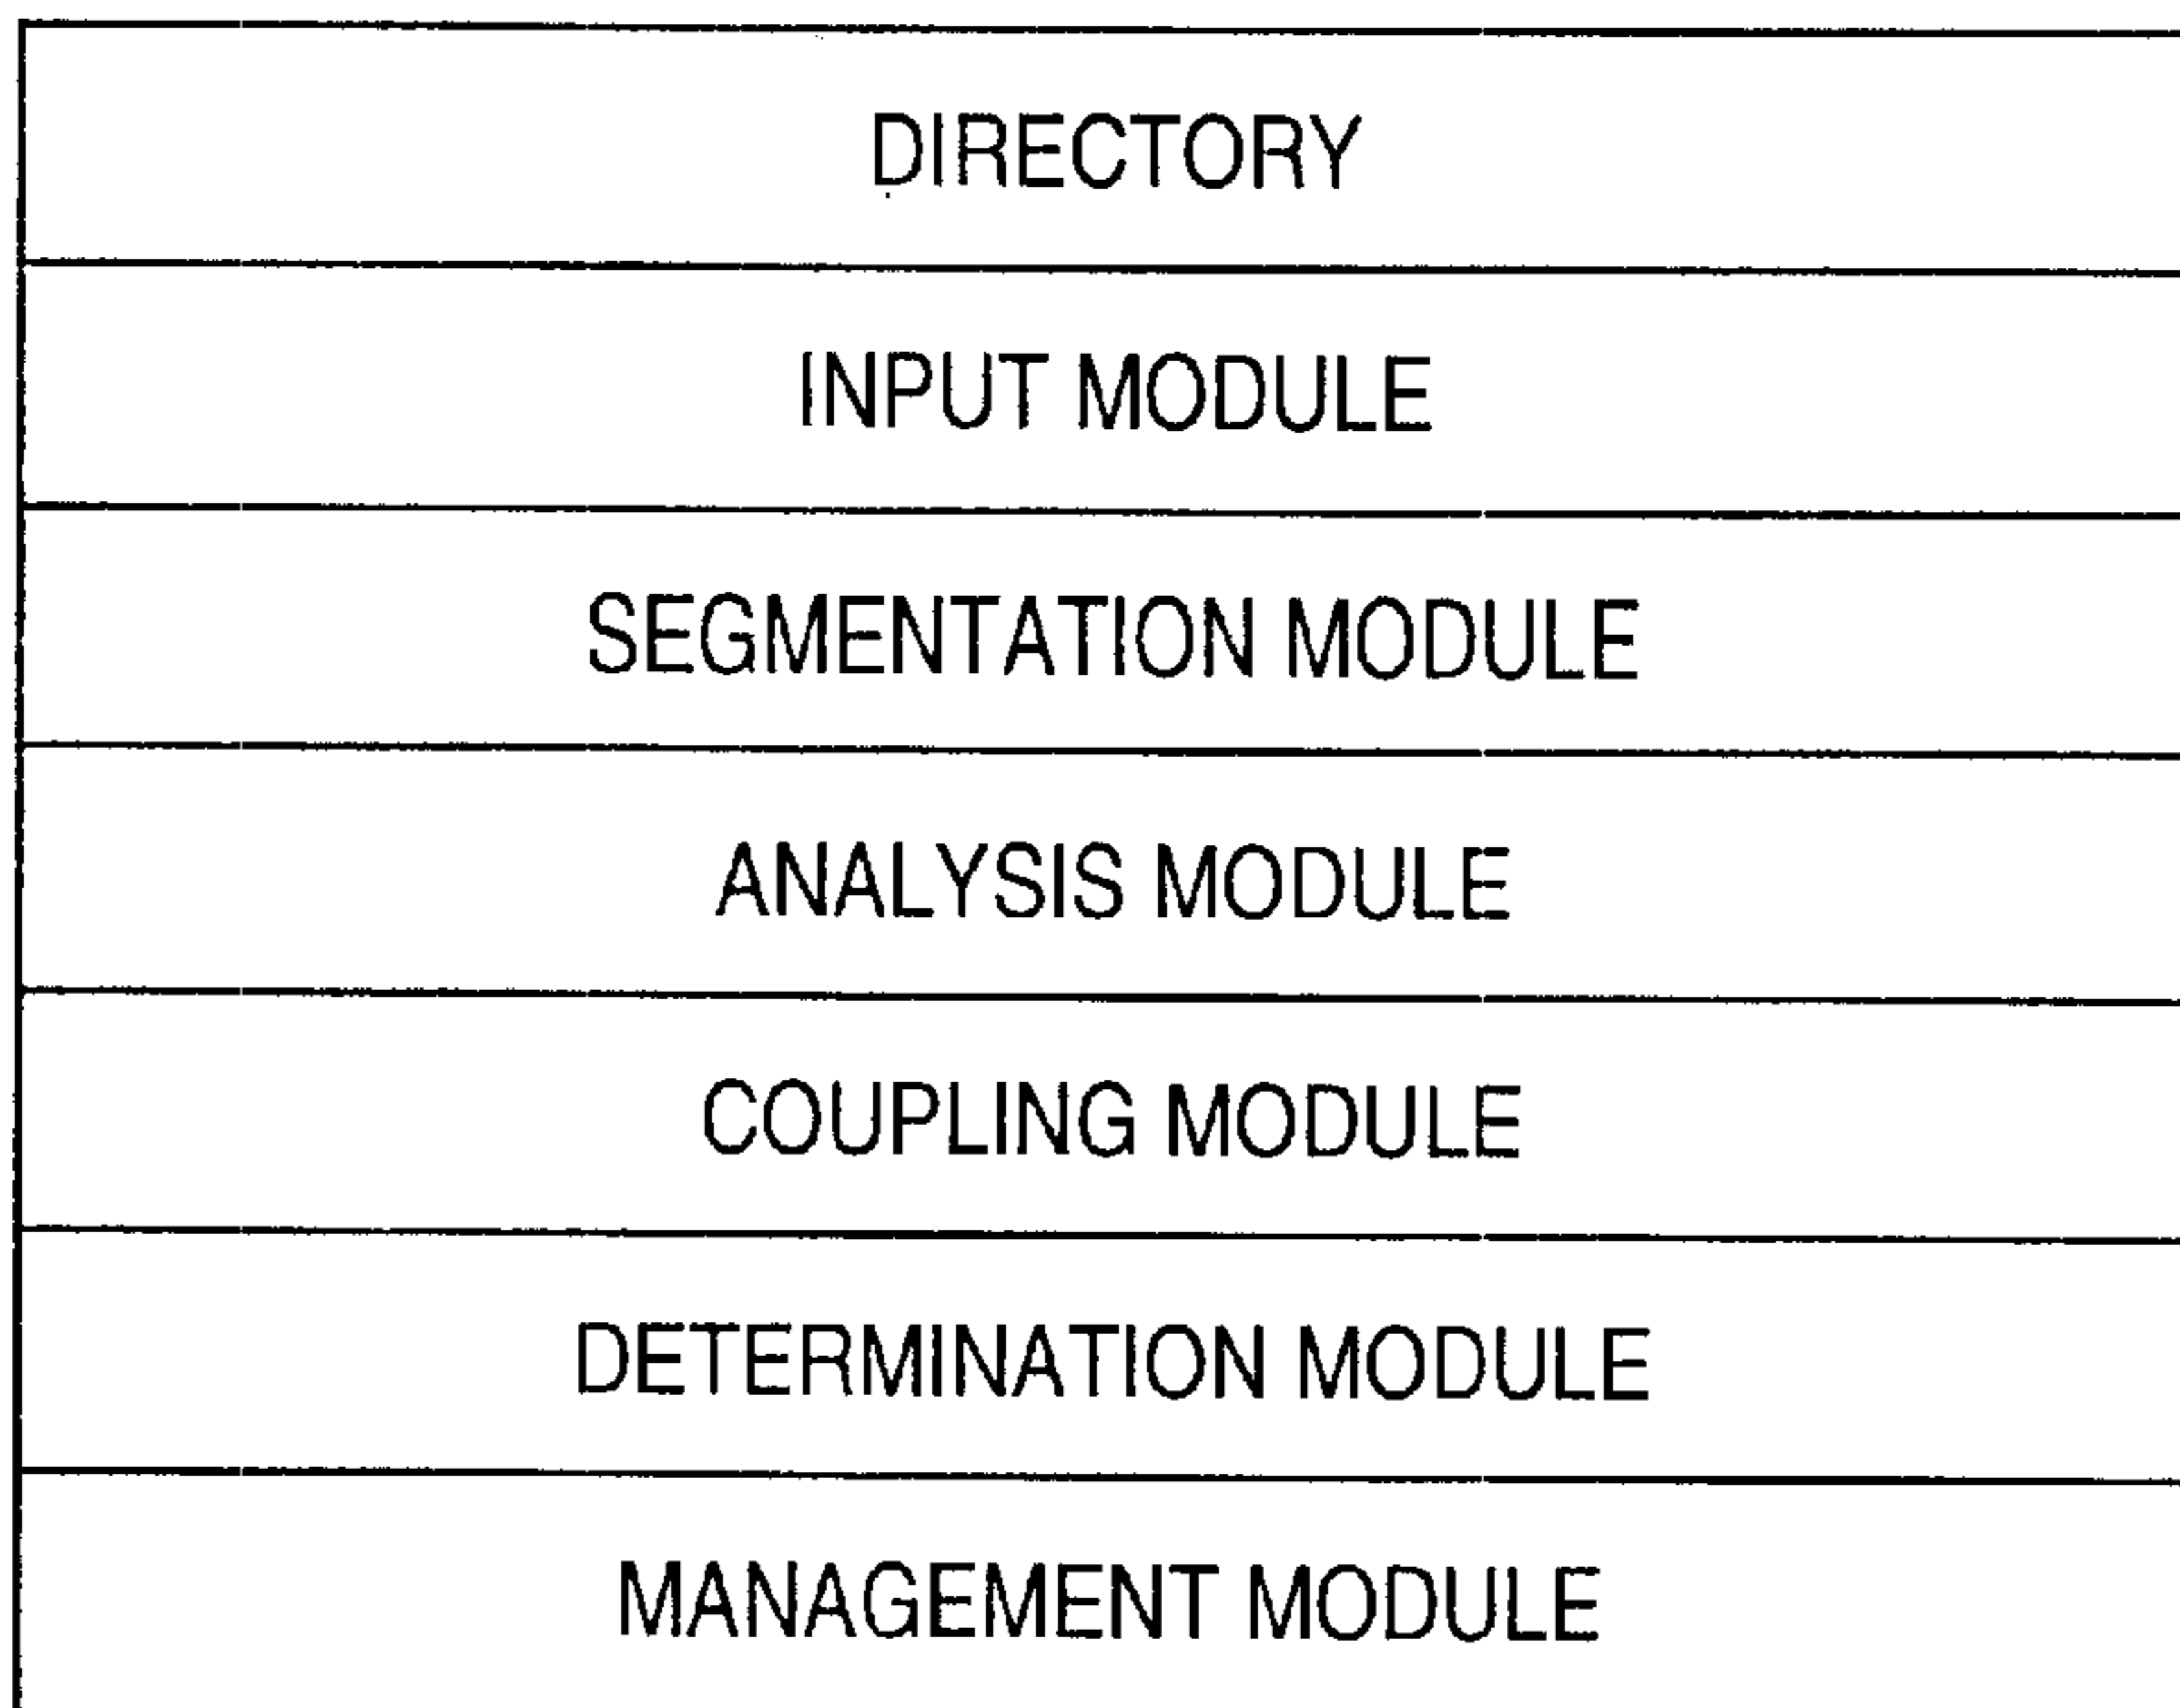 DIRECTORY
INPUT MODULE
SEGMENTATION MODULE
ANALYSIS MODULE
COUPLING MODULE
DETERMINATION MODULE
MANAGEMENT MODULE